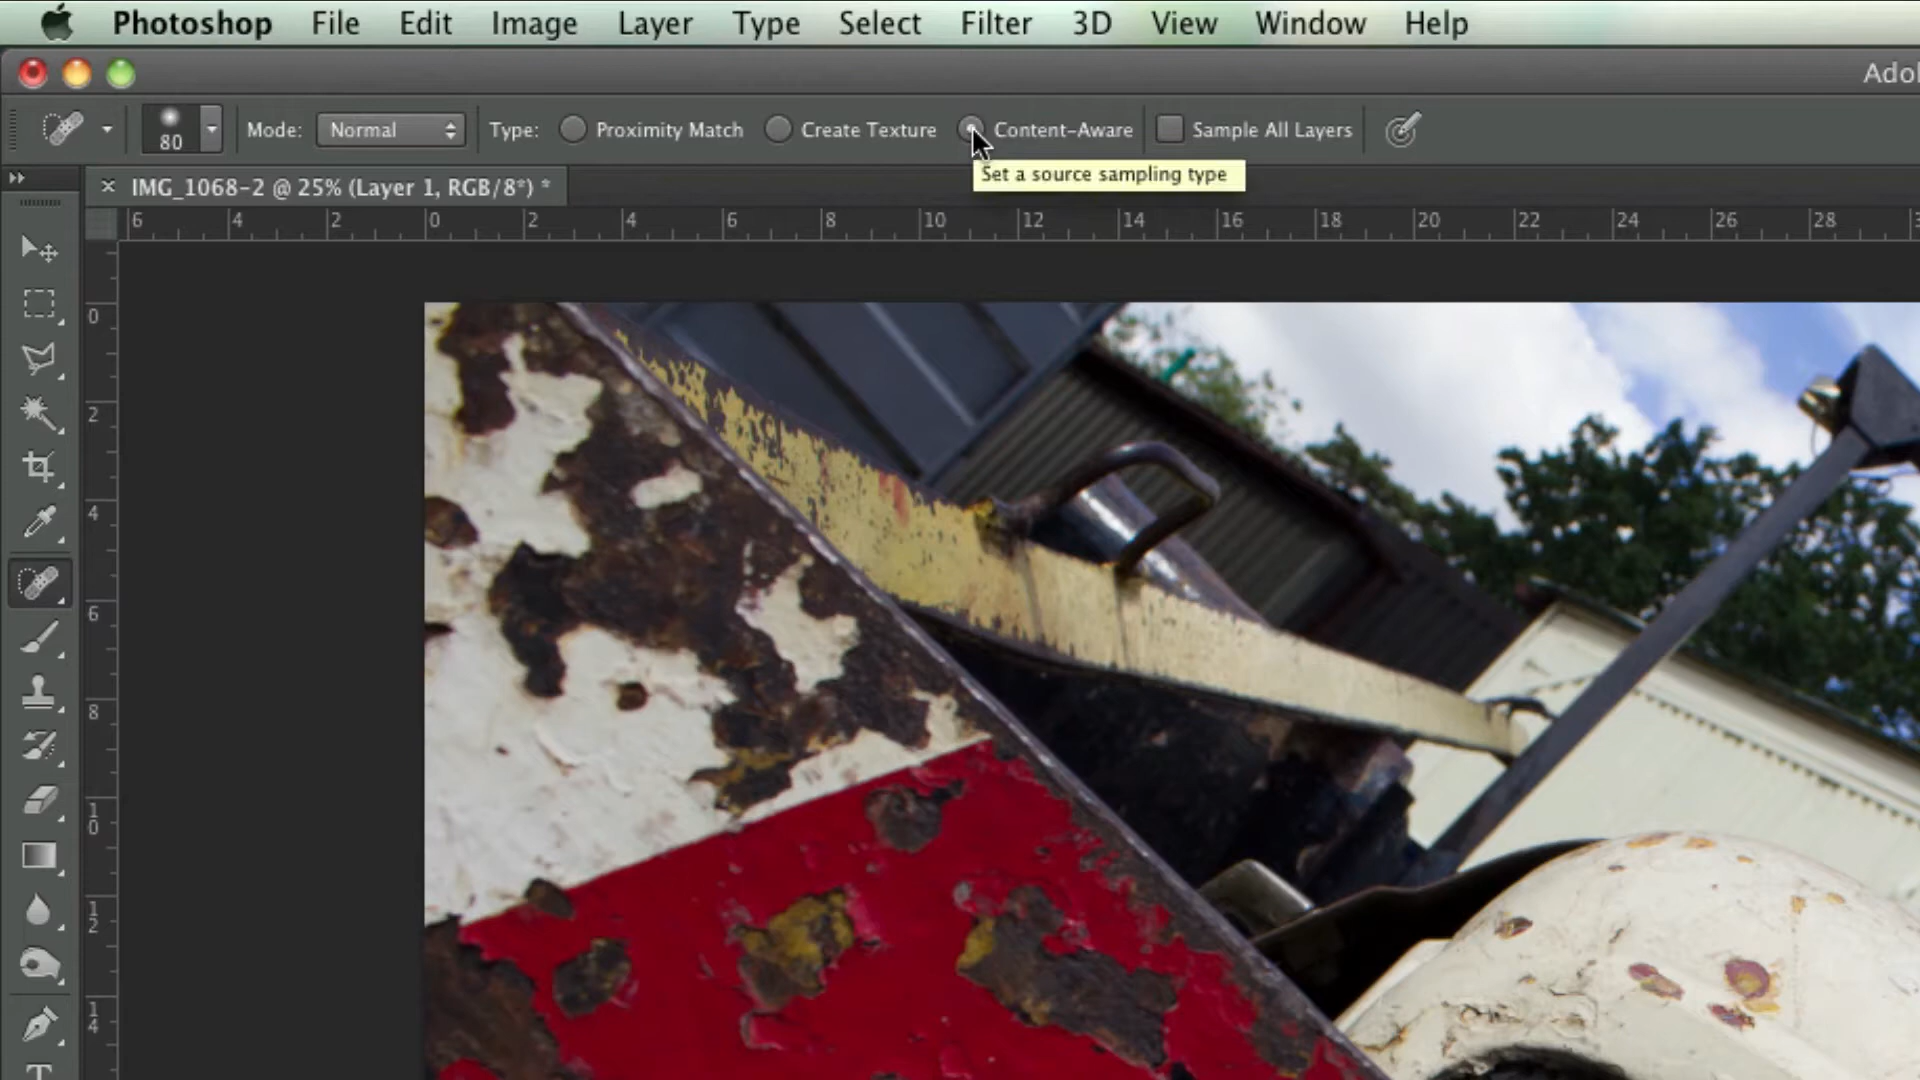 Photoshop File Edit Image Layer Type Select Filter 3D View Window Help
80 Mode: Normal Type: Proximity Match Create Texture Content-Aware Sample All Layers
Set a source sampling type
× IMG_1068-2 @ 25% (Layer 1, RGB/8*) *
6 4 2 0 2 4 6 8 10 12 14 16 18 20 22 24 26 28
0
2
4
6
8
10
12
14